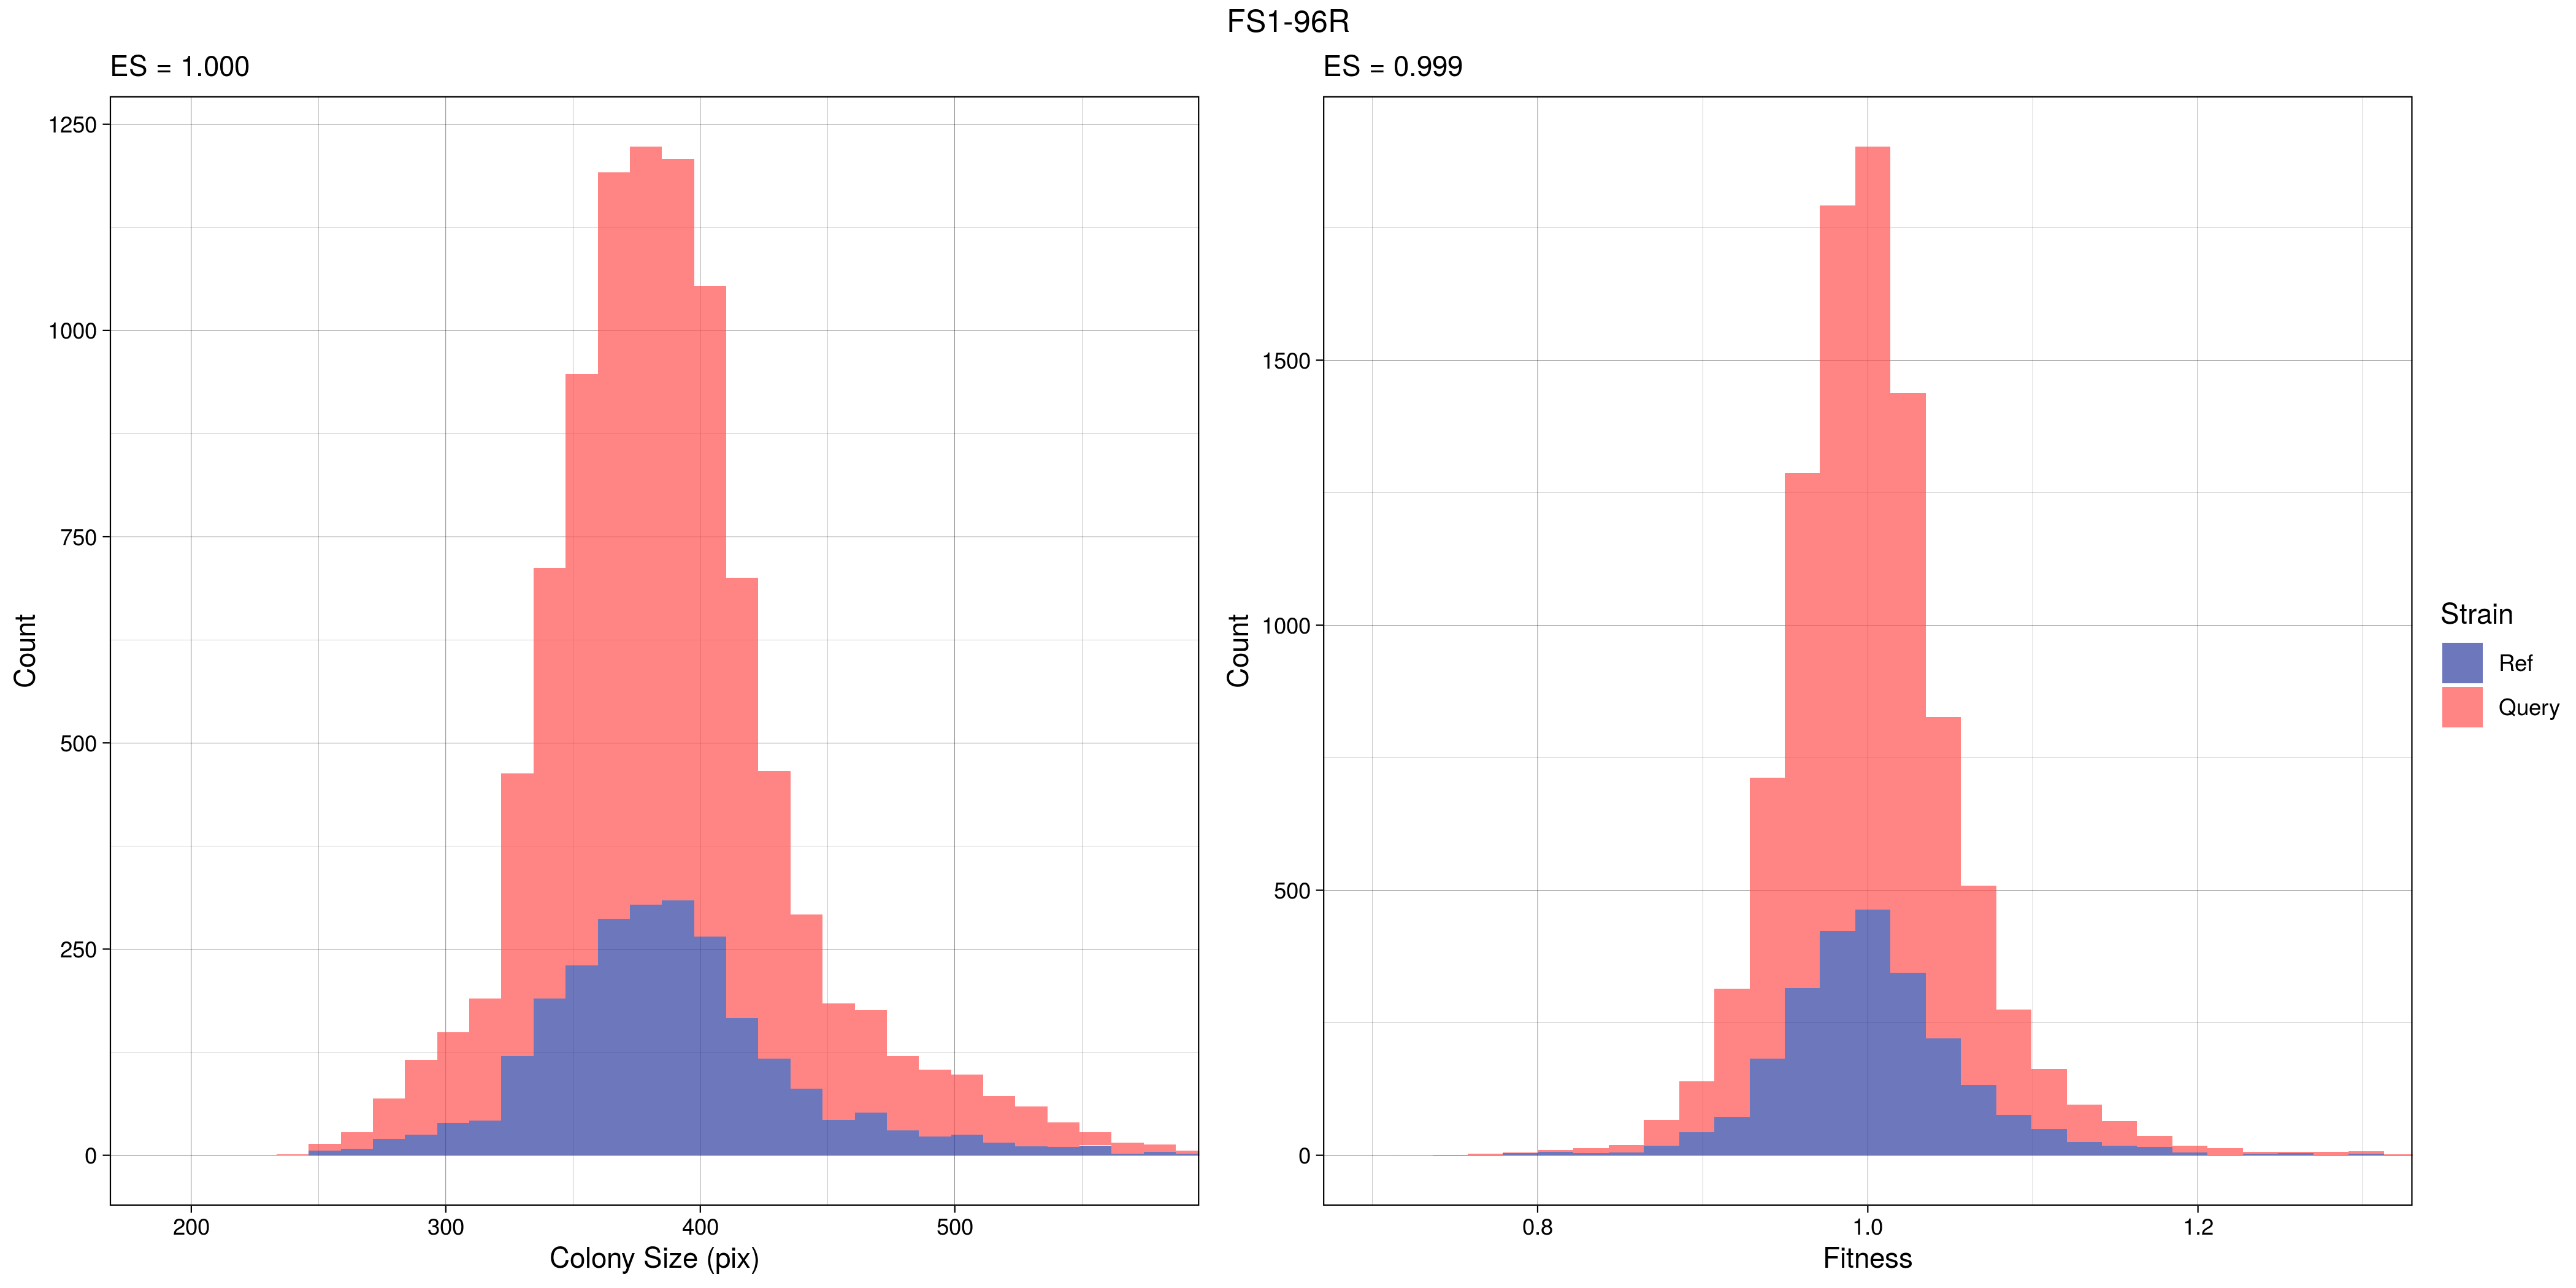 FS1-96R
ES = 1.000
1250
1000
750
500
250
0
Count
200 300 400 500
Colony Size (pix)
ES = 0.999
1500
1000
500
0
Count
0.8 1.0 1.2
Fitness
Strain
Ref
Query